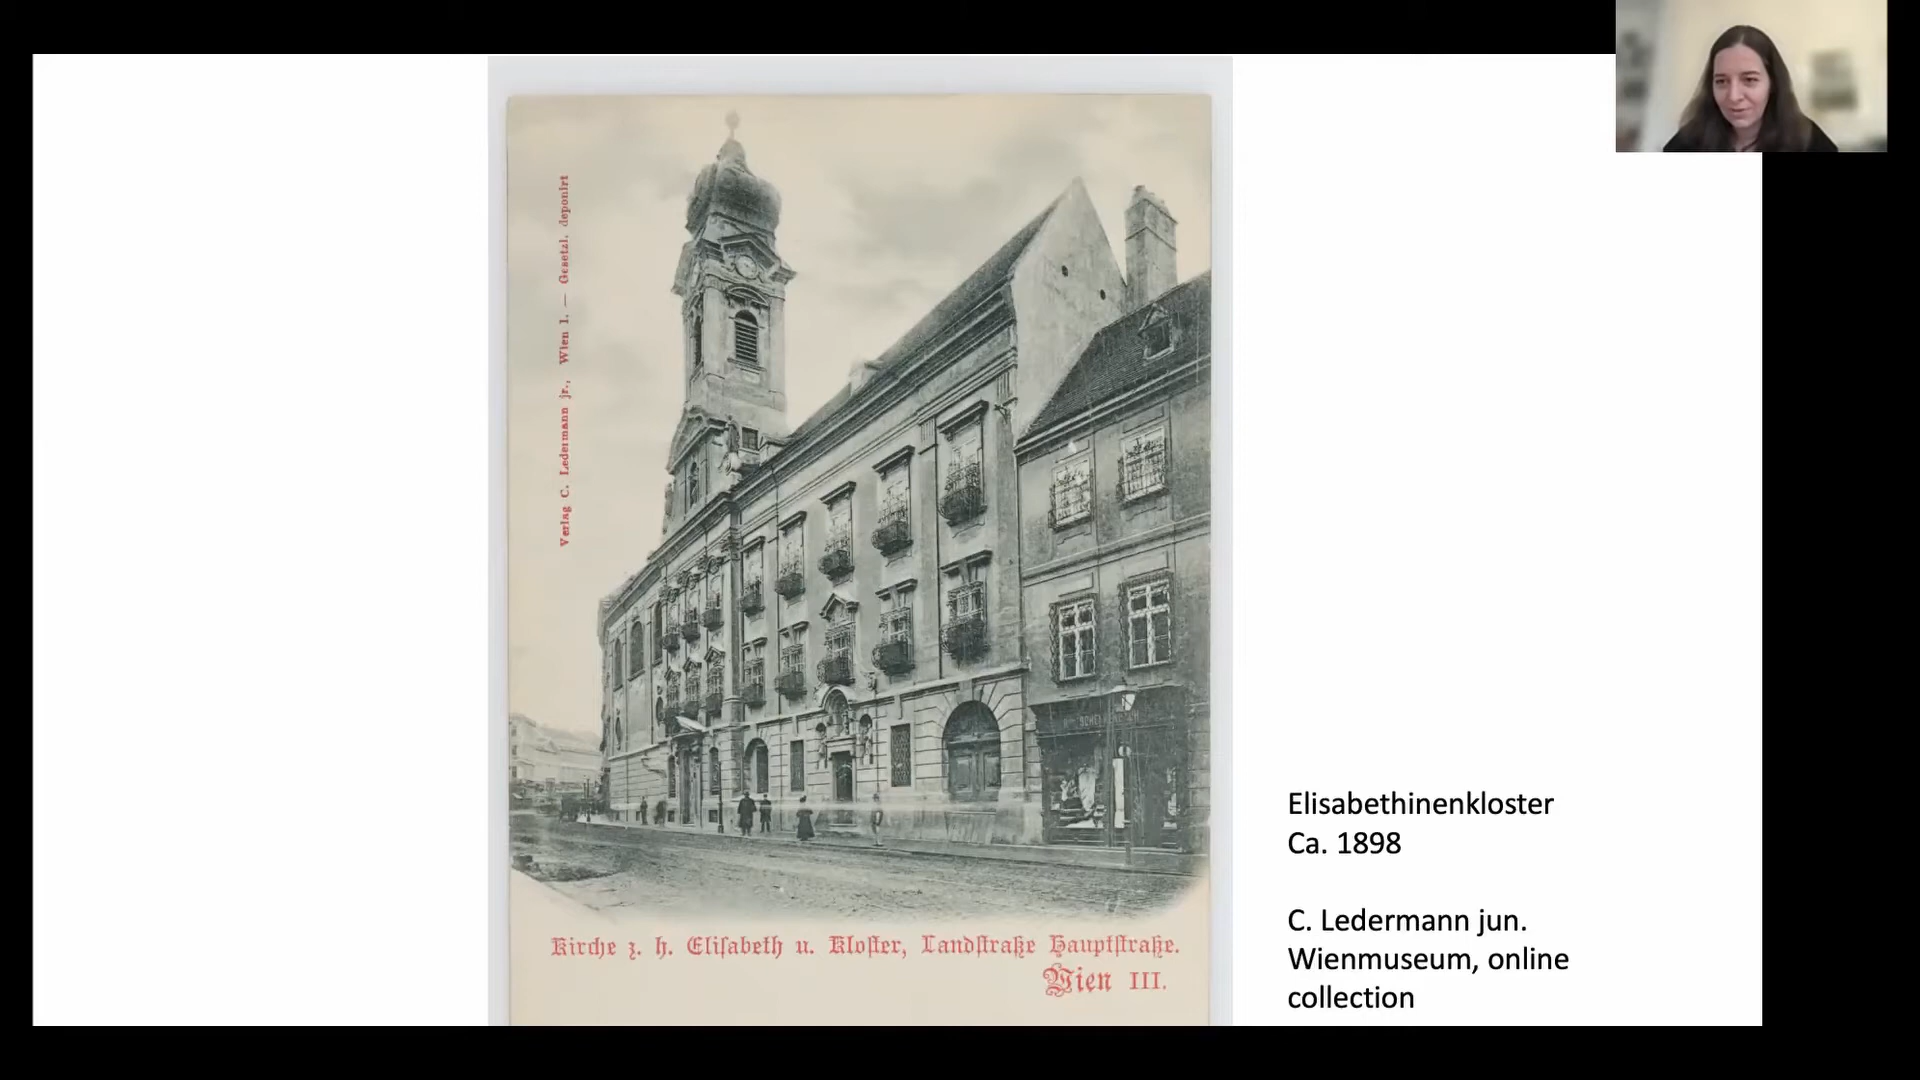 Verlag C. Ledermann jr., Wien I. — Gesetzl. deponirt
Kirche z. h. Eliſabeth u. Kloſter, Landſtraße Hauptſtraße.
Wien III.
Elisabethinenkloster
Ca. 1898
C. Ledermann jun.
Wienmuseum, online
collection